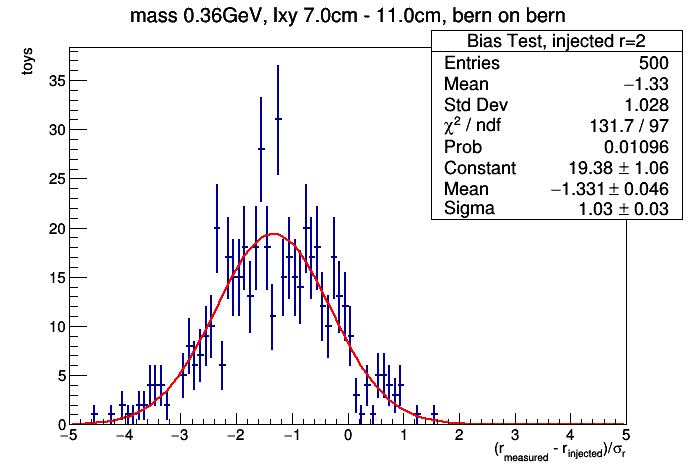 mass 0.36GeV, lxy 7.0cm - 11.0cm, bern on bern
Bias Test, injected r=2
Entries 500
Mean −1.33
Std Dev 1.028
χ² / ndf 131.7 / 97
Prob 0.01096
Constant 19.38 ± 1.06
Mean −1.331 ± 0.046
Sigma 1.03 ± 0.03
toys
35
30
25
20
15
10
5
0
−5 −4 −3 −2 −1 0 1 2 3 4 5
(r_measured - r_injected)/σ_r